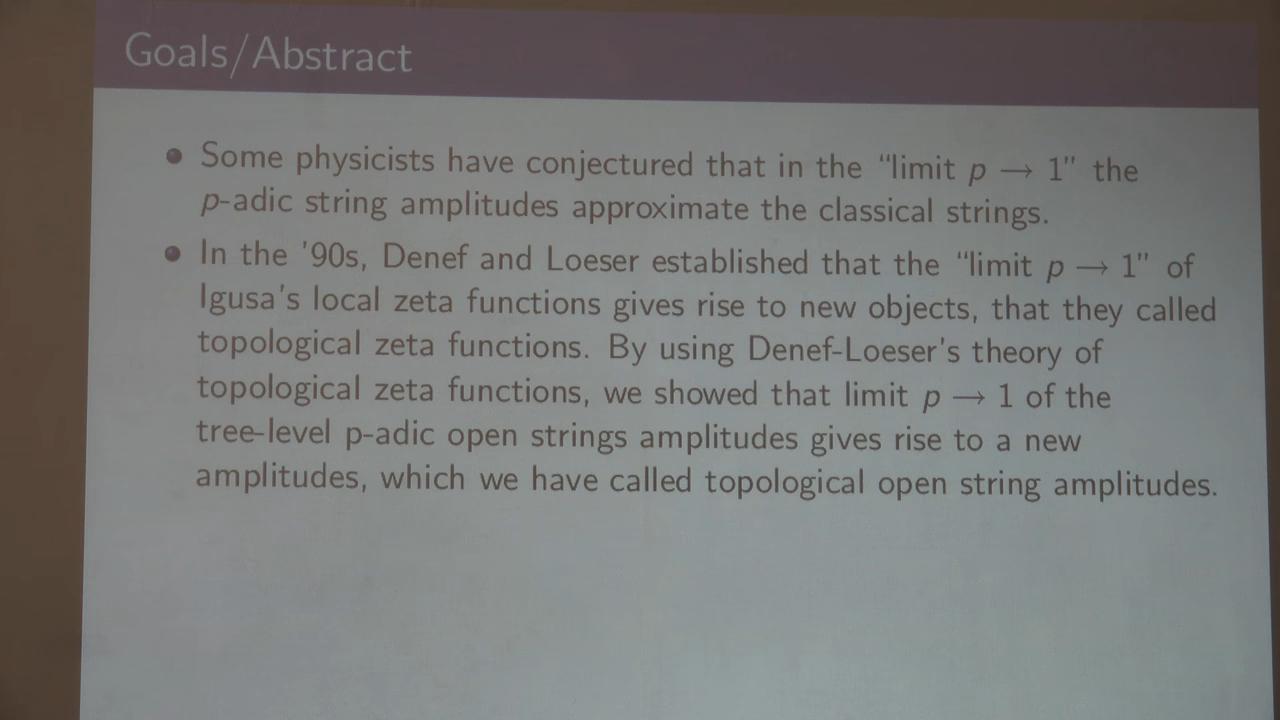 Goals/Abstract
• Some physicists have conjectured that in the “limit p → 1” the
p-adic string amplitudes approximate the classical strings.
• In the '90s, Denef and Loeser established that the “limit p → 1” of
Igusa's local zeta functions gives rise to new objects, that they called
topological zeta functions. By using Denef-Loeser's theory of
topological zeta functions, we showed that limit p → 1 of the
tree-level p-adic open strings amplitudes gives rise to a new
amplitudes, which we have called topological open string amplitudes.